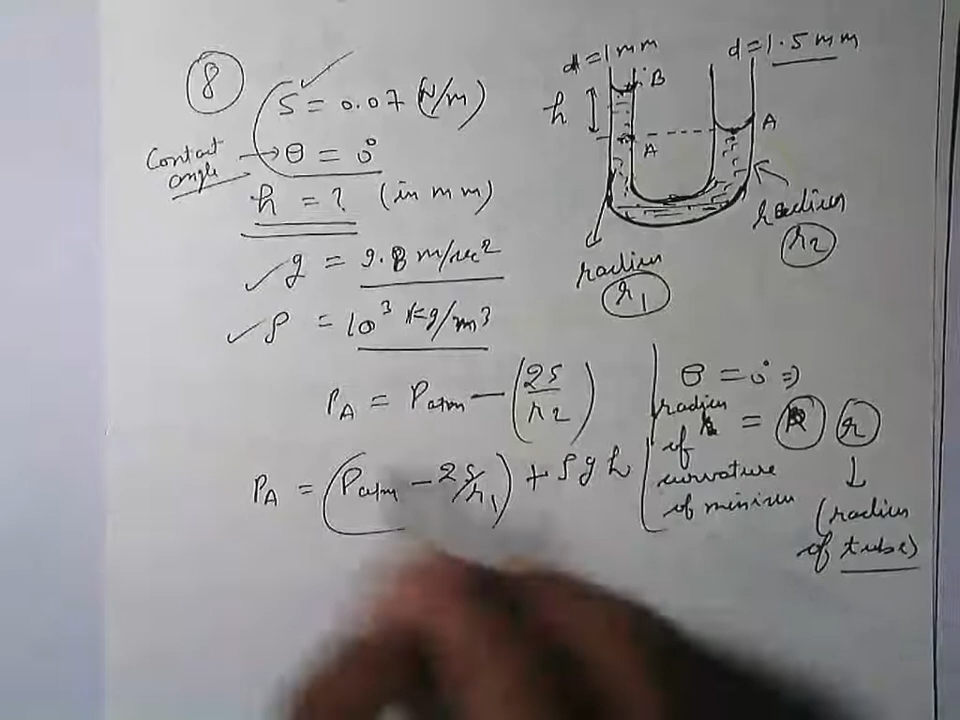 8
S = 0.07 (N/m)
Contact angle → θ = 0°
h = ? (in mm)
g = 9.8 m/sec²
ρ = 10³ kg/m³
d = 1 mm
d = 1.5 mm
B
h
A
A
radius
r₁
radius
r₂
P_A = Patm - (2S/r₂)
P_A = (Patm - 2S/r₁) + ρgh
θ = 0° ⇒
radius
of
curvature
of miniscus
= R r
↓
(radius
of tube)